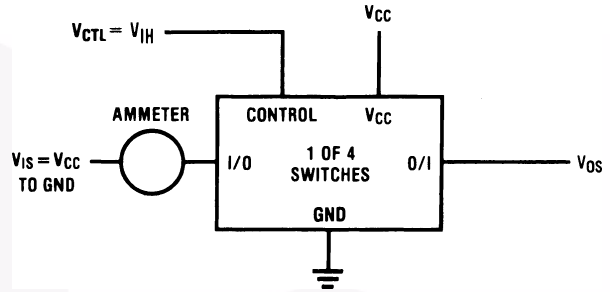 VCC
VCTL = VIH
AMMETER
CONTROL
VCC
VIS = VCC
TO GND
I/O
1 OF 4
SWITCHES
O/I
VOS
GND